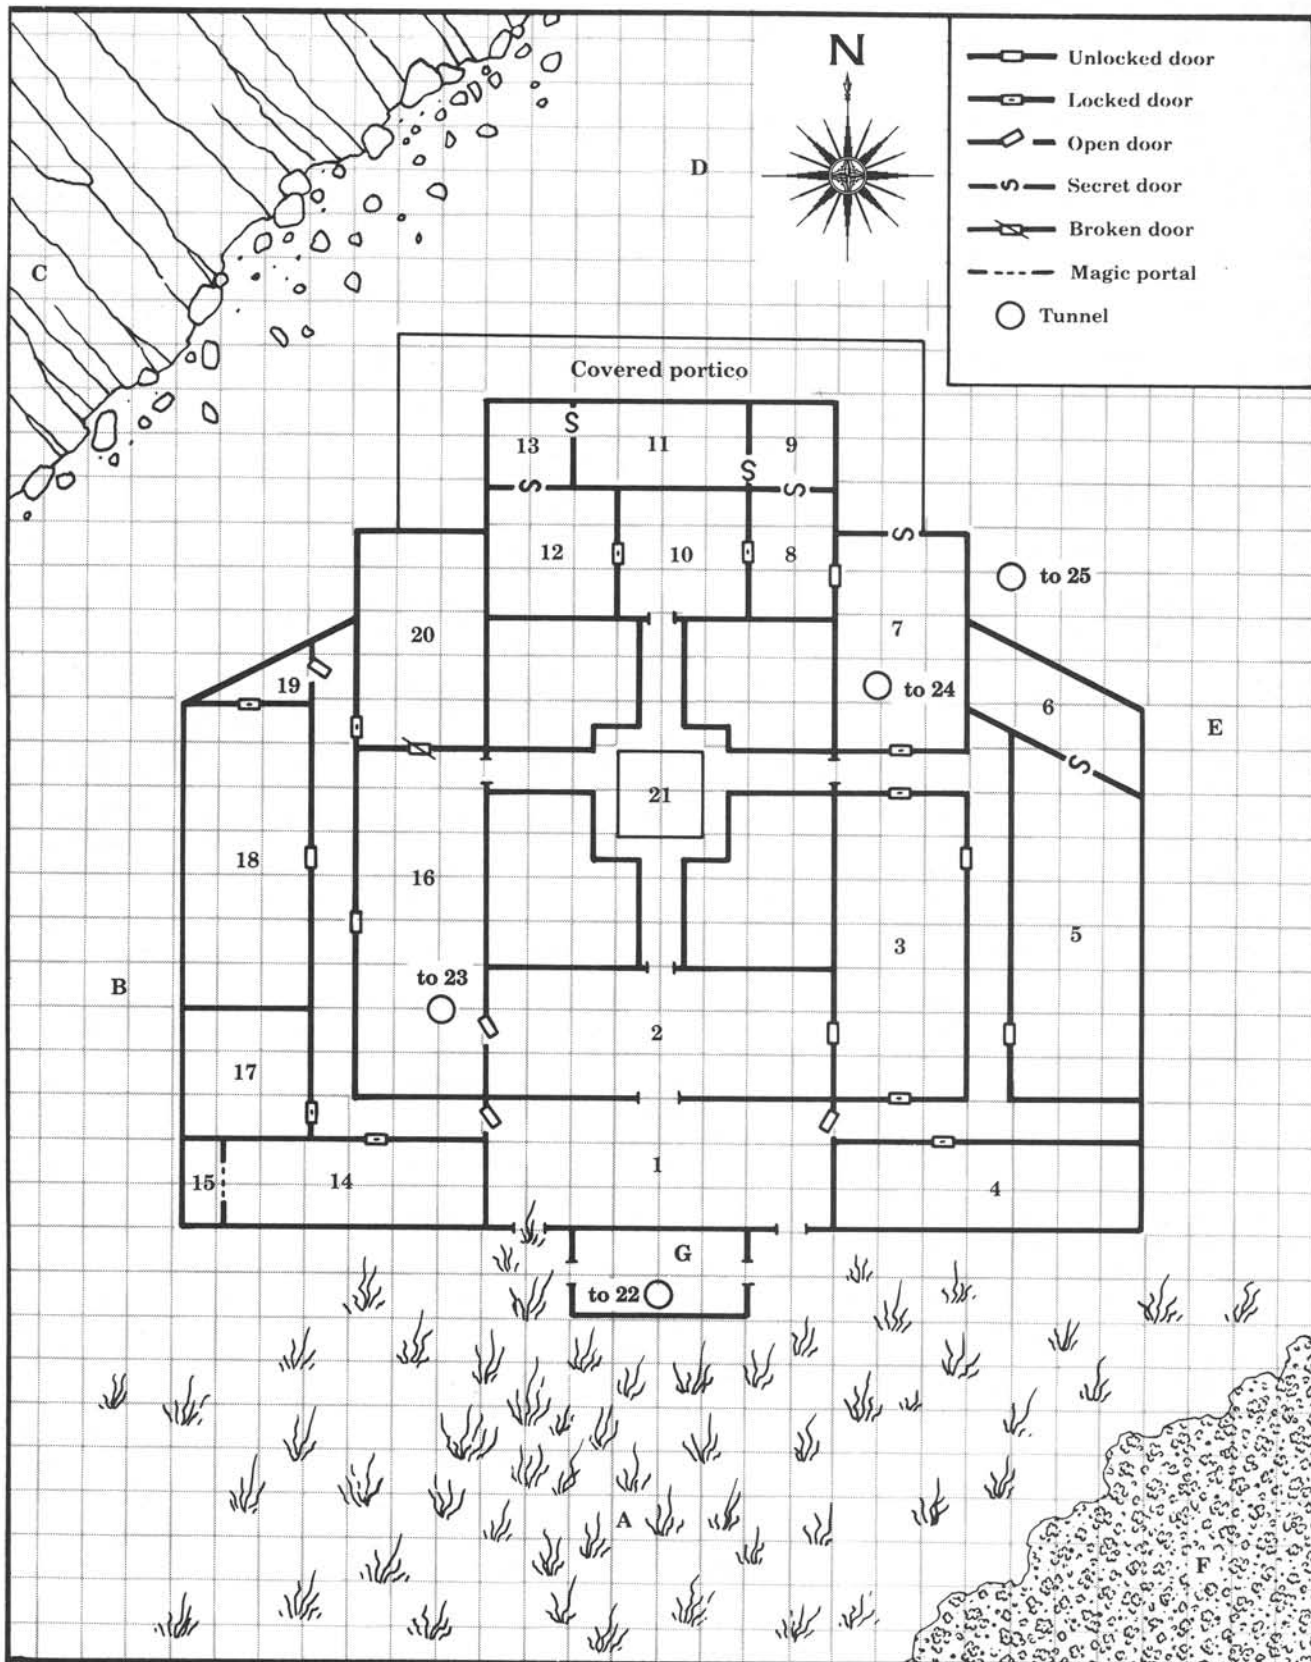 N
Unlocked door
Locked door
Open door
S Secret door
Broken door
Magic portal
Tunnel
D
C
Covered portico
13
S
11
S
9
S
S
12
10
8
S
to 25
20
7
19
to 24
6
E
S
21
18
16
3
5
B
to 23
2
17
1
15
14
4
G
to 22
A
F